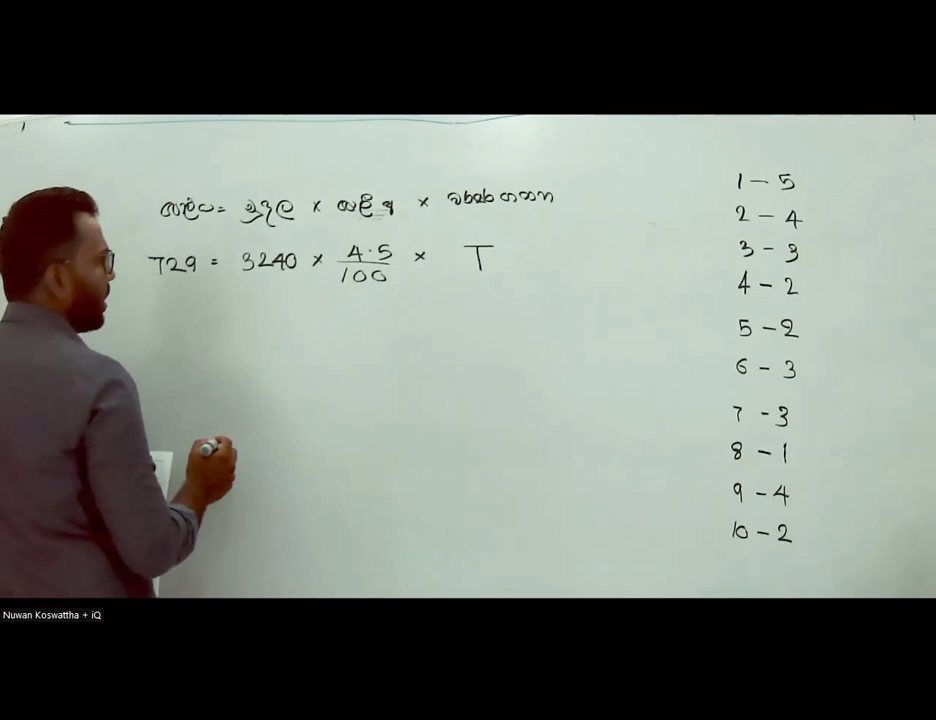 පොලිය = මුදල × පොළිය × වර්ෂ ගණන
729 = 3240 × 4.5/100 × T
1 – 5
2 – 4
3 – 3
4 – 2
5 – 2
6 – 3
7 – 3
8 – 1
9 – 4
10 – 2
Nuwan Koswattha + iQ